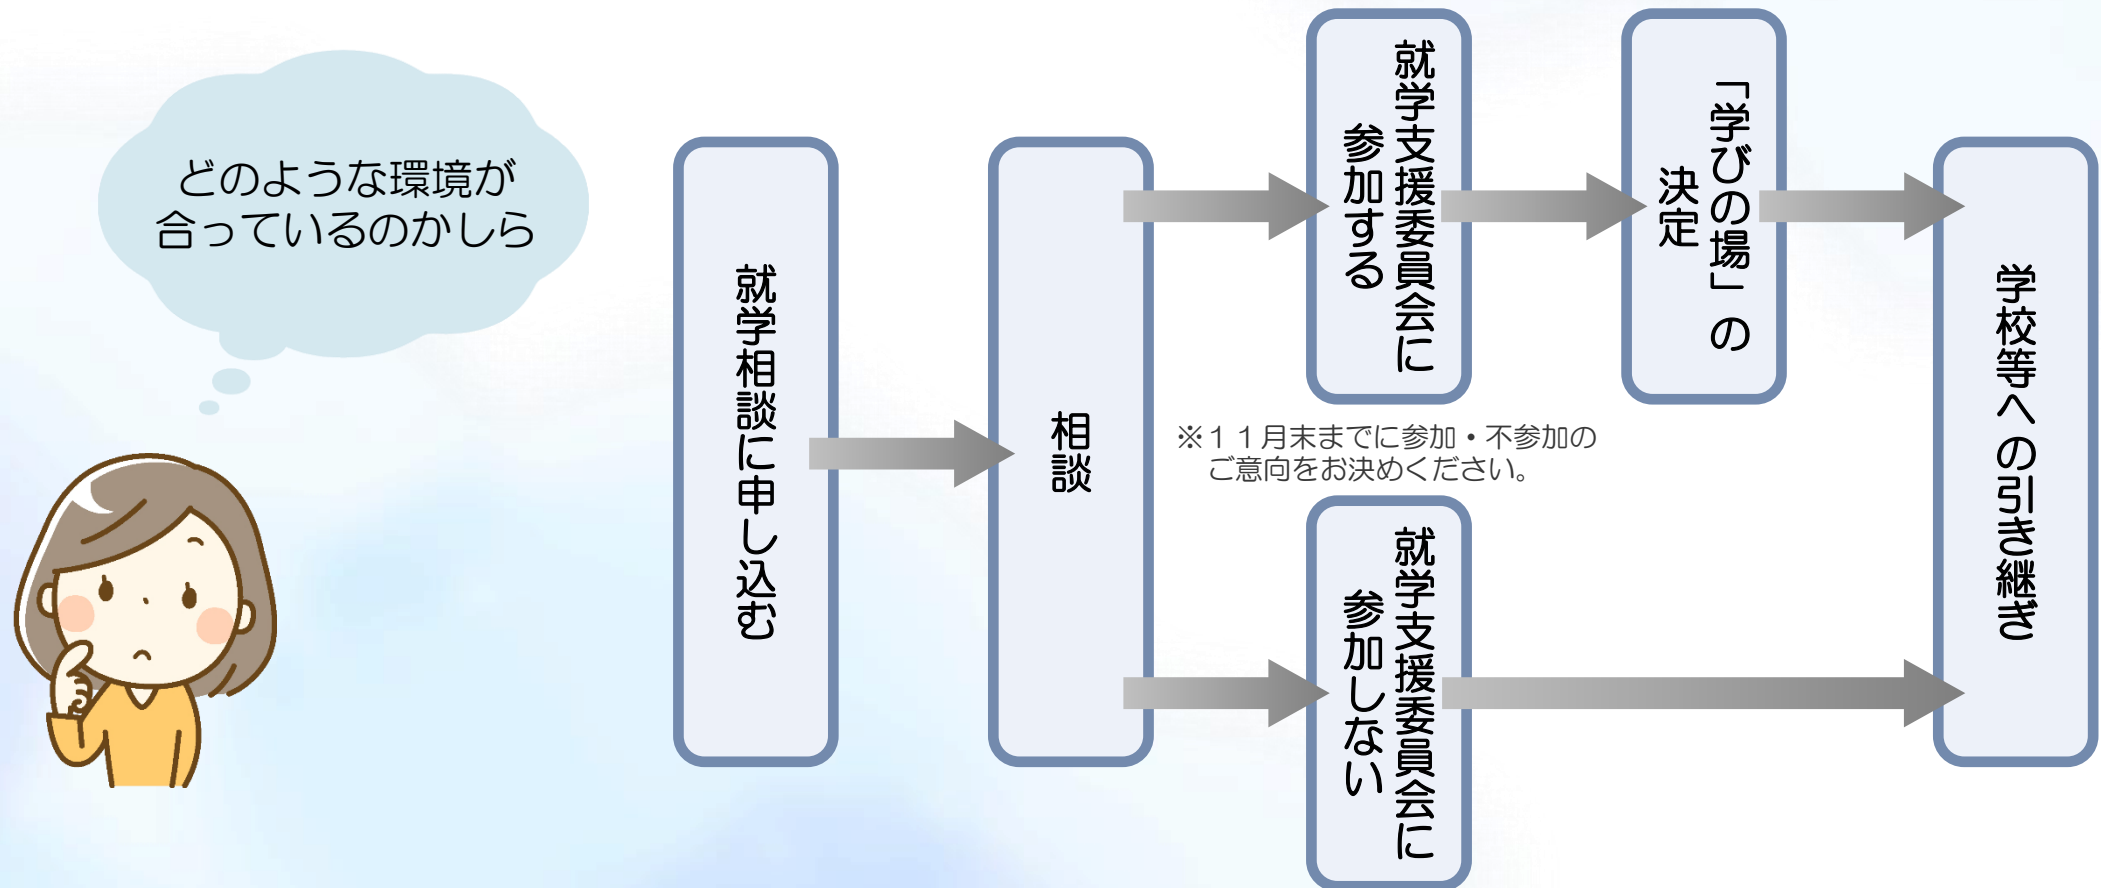 どのような環境が
合っているのかしら
就学相談に申し込む
相談
就学支援委員会に
参加する
「学びの場」の
決定
※１１月末までに参加・不参加の
ご意向をお決めください。
就学支援委員会に
参加しない
学校等への引き継ぎ